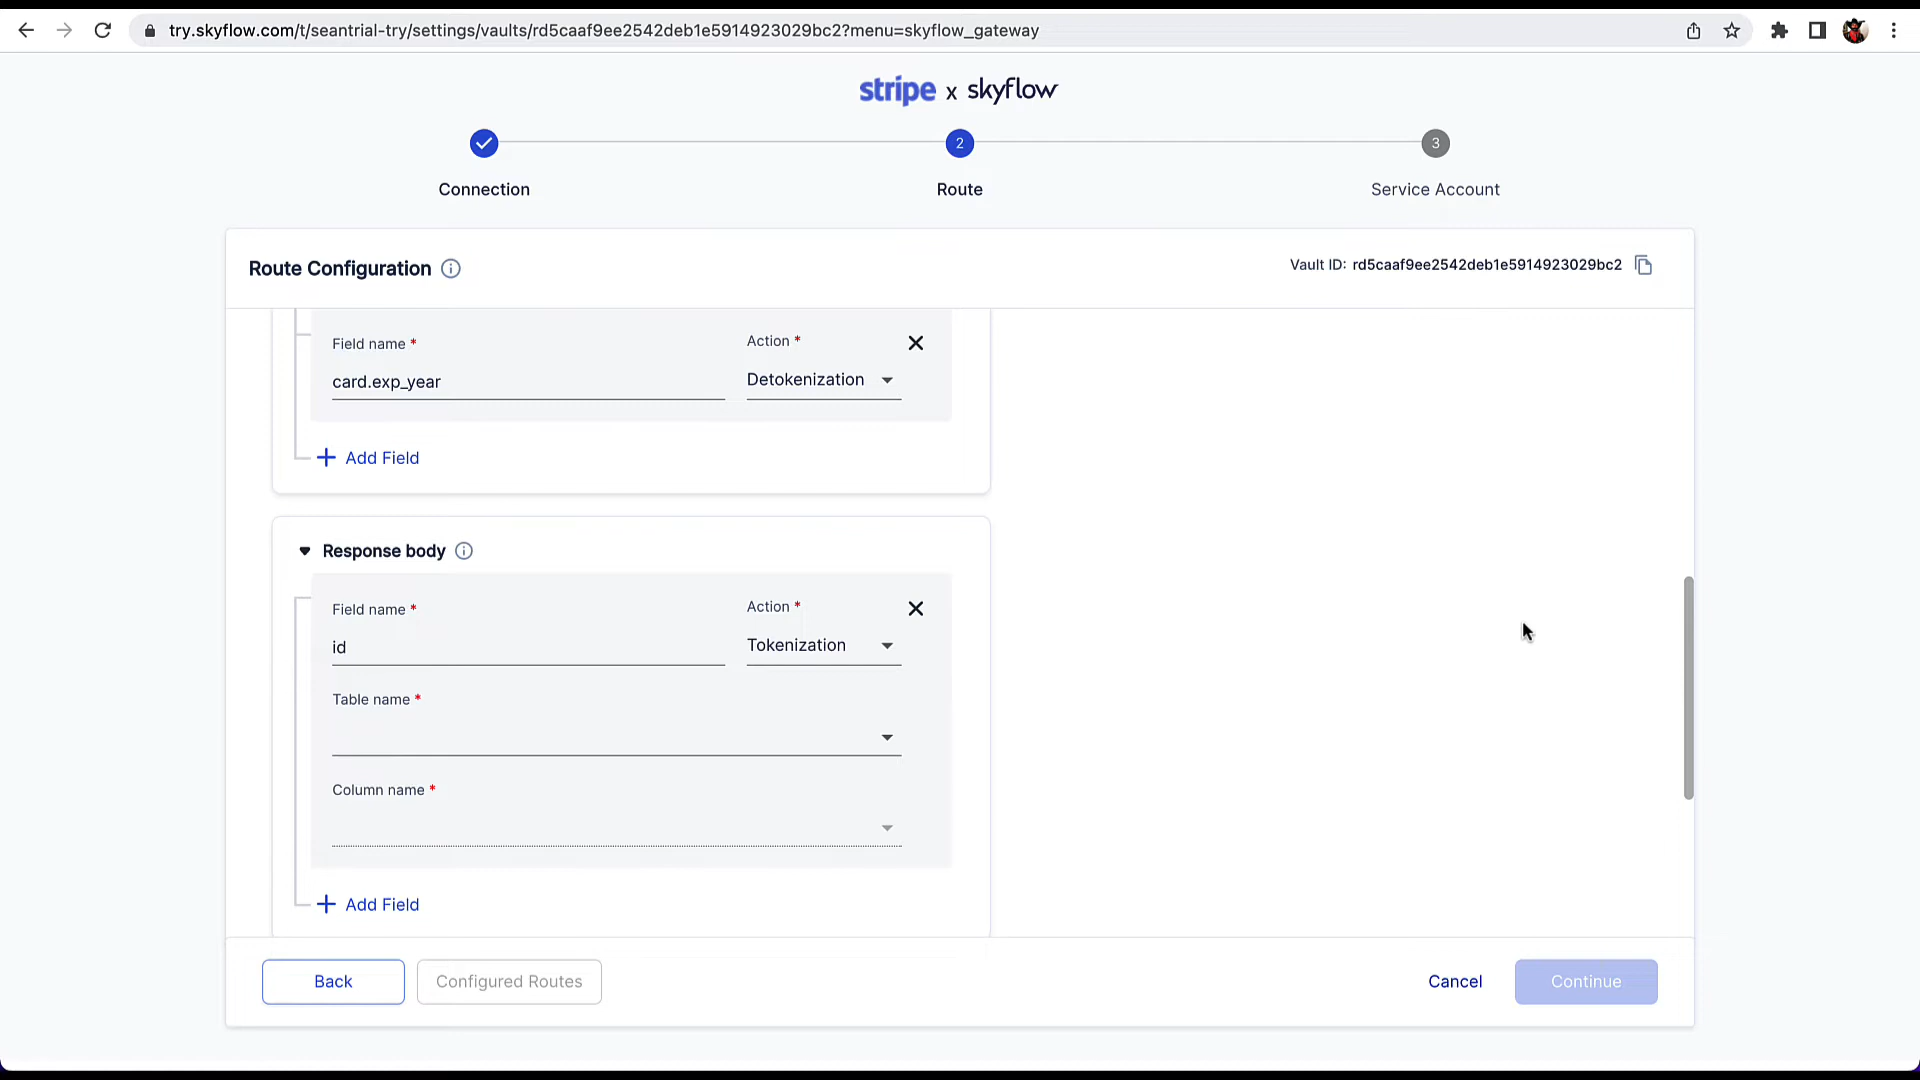 try.skyflow.com/t/seantrial-try/settings/vaults/rd5caaf9ee2542deb1e5914923029bc2?menu=skyflow_gateway
stripe x skyflow
2
3
Connection
Route
Service Account
Route Configuration
Vault ID: rd5caaf9ee2542deb1e5914923029bc2
Field name *
Action *
card.exp_year
Detokenization
Add Field
Response body
Field name *
Action *
id
Tokenization
Table name *
Column name *
Add Field
Back
Configured Routes
Cancel
Continue